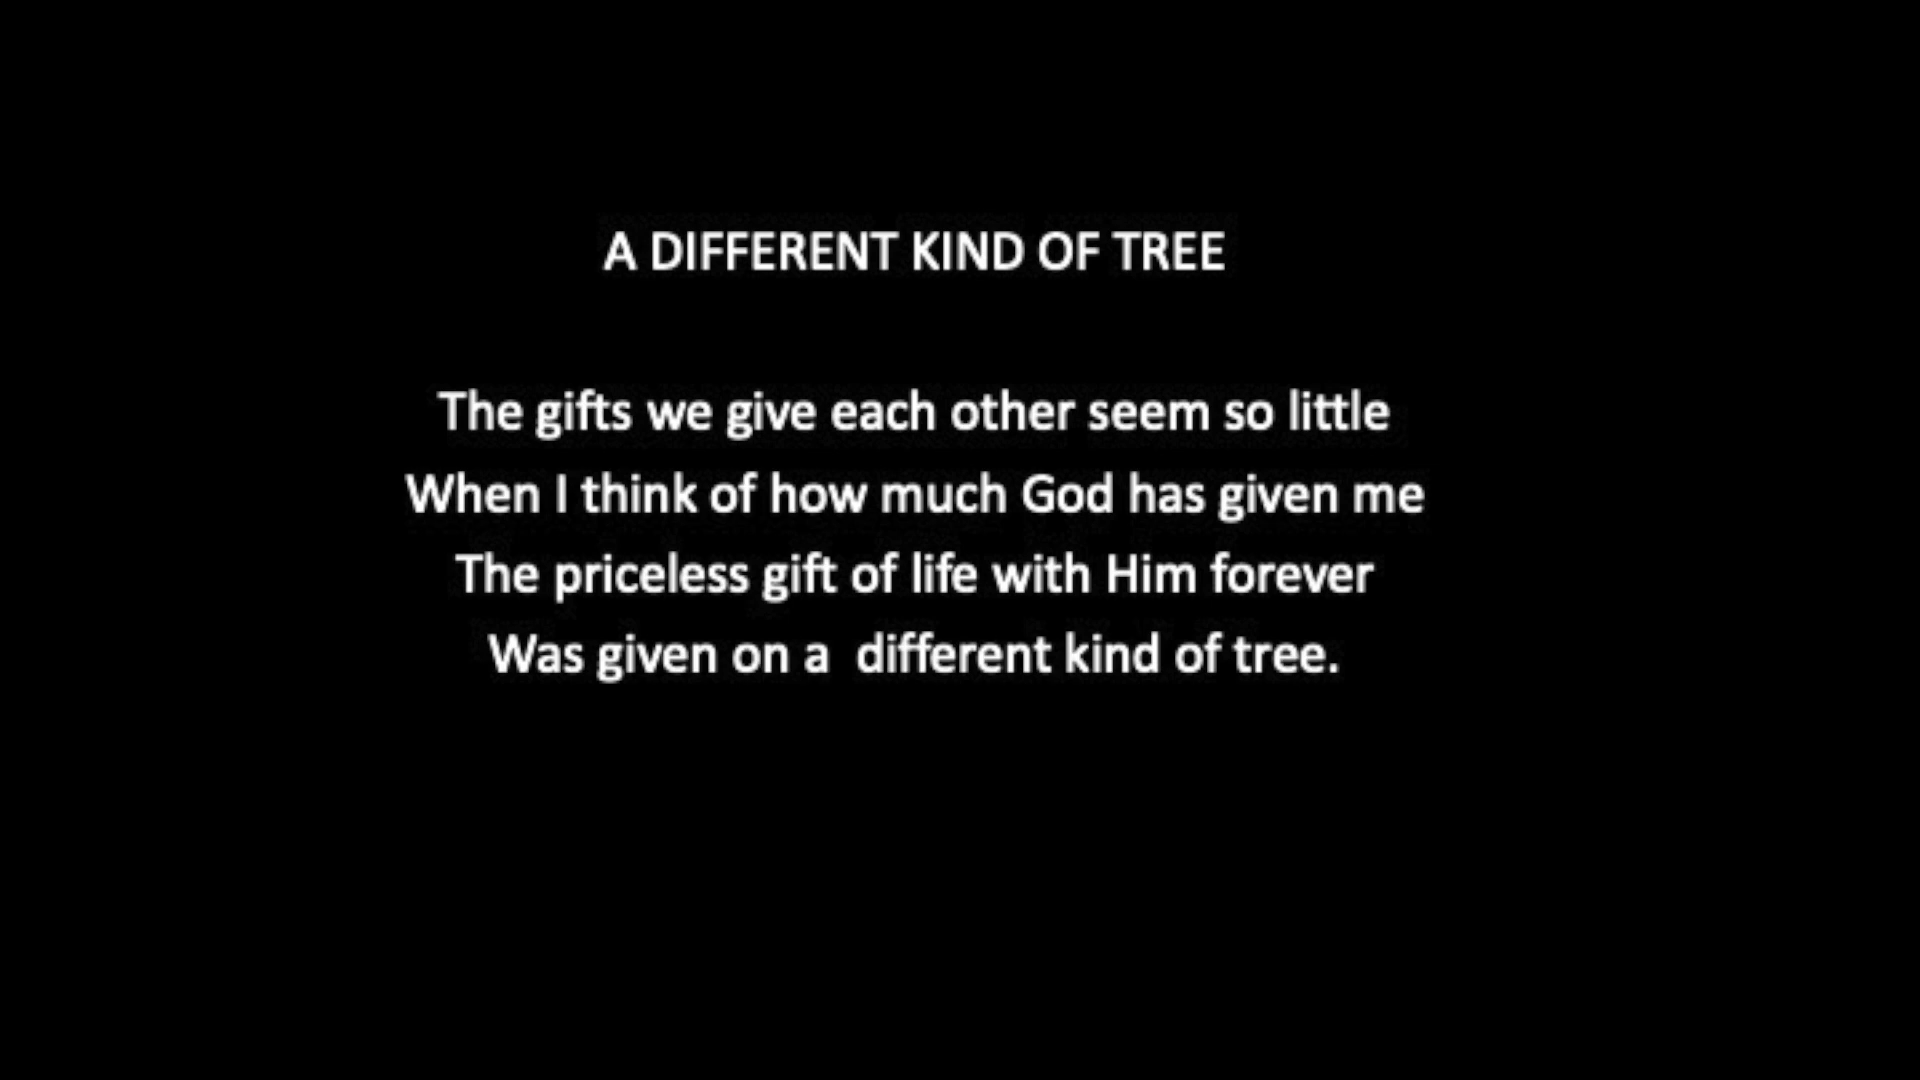 A DIFFERENT KIND OF TREE
The gifts we give each other seem so little
When I think of how much God has given me
The priceless gift of life with Him forever
Was given on a  different kind of tree.